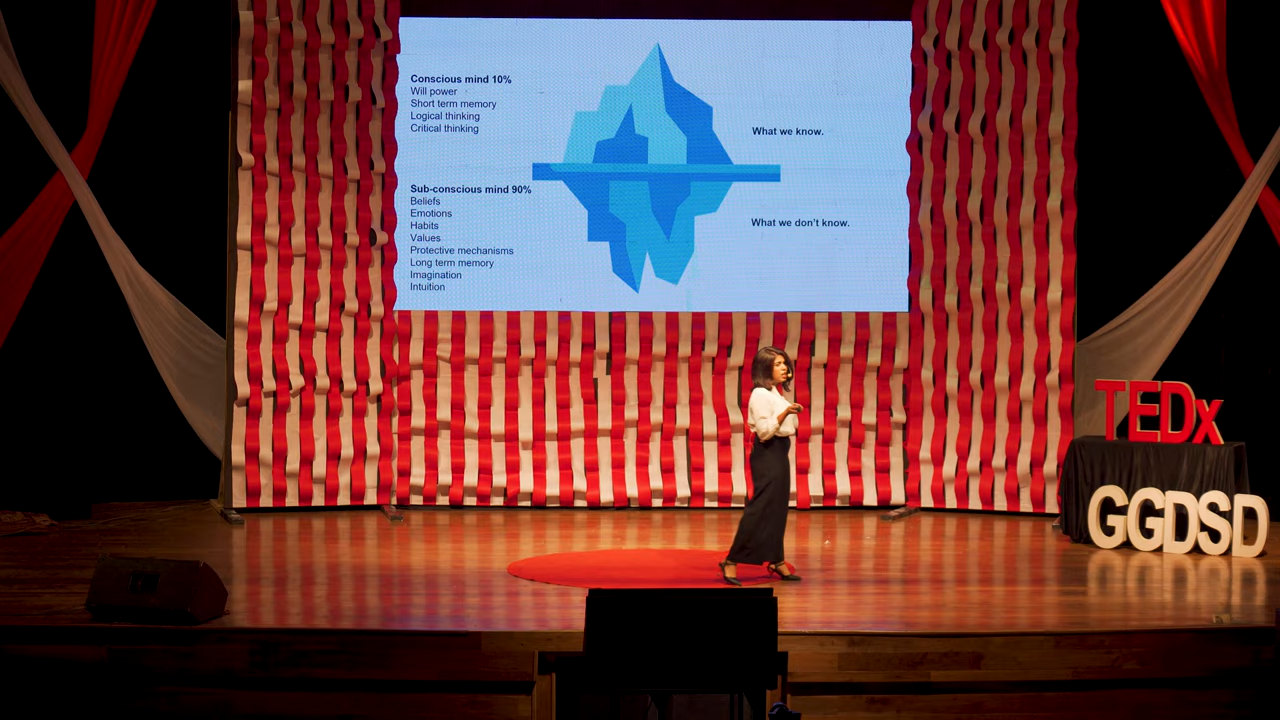 Conscious mind 10%
Will power
Short term memory
Logical thinking
Critical thinking
What we know.
Sub-conscious mind 90%
Beliefs
Emotions
Habits
Values
Protective mechanisms
Long term memory
Imagination
Intuition
What we don't know.
TEDx
GGDSD